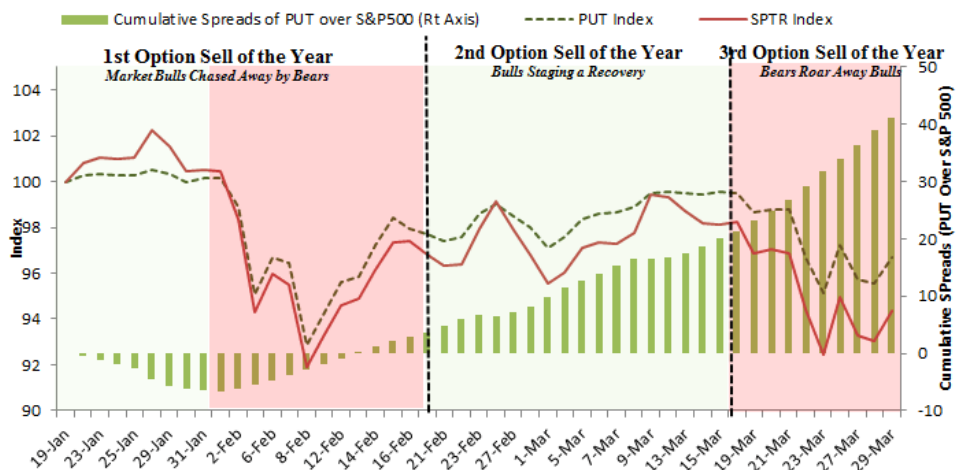 Cumulative Spreads of PUT over S&P500 (Rt Axis) PUT Index SPTR Index
1st Option Sell of the Year
Market Bulls Chased Away by Bears
2nd Option Sell of the Year
Bulls Staging a Recovery
3rd Option Sell of the Year
Bears Roar Away Bulls
Index
104
102
100
98
96
94
92
90
50
40
30
20
10
0
-10
Cumulative SPreads (PUT Over S&P 500)
19-Jan
23-Jan
25-Jan
29-Jan
31-Jan
2-Feb
6-Feb
8-Feb
12-Feb
14-Feb
16-Feb
21-Feb
23-Feb
27-Feb
1-Mar
5-Mar
7-Mar
9-Mar
13-Mar
15-Mar
19-Mar
21-Mar
23-Mar
27-Mar
29-Mar